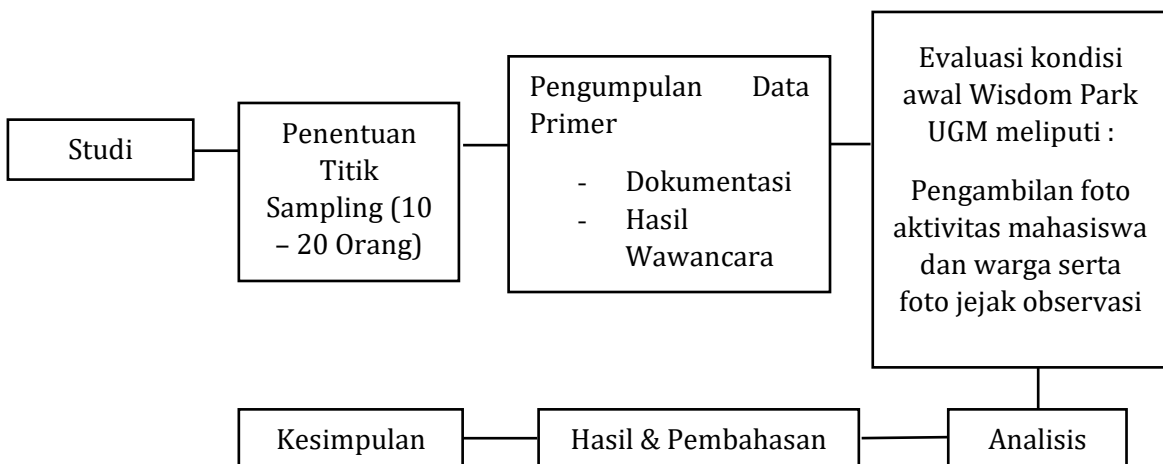 Studi
Penentuan
Titik
Sampling (10
– 20 Orang)
Pengumpulan Data
Primer
- Dokumentasi
- Hasil
Wawancara
Evaluasi kondisi
awal Wisdom Park
UGM meliputi :
Pengambilan foto
aktivitas mahasiswa
dan warga serta
foto jejak observasi
Analisis
Hasil & Pembahasan
Kesimpulan